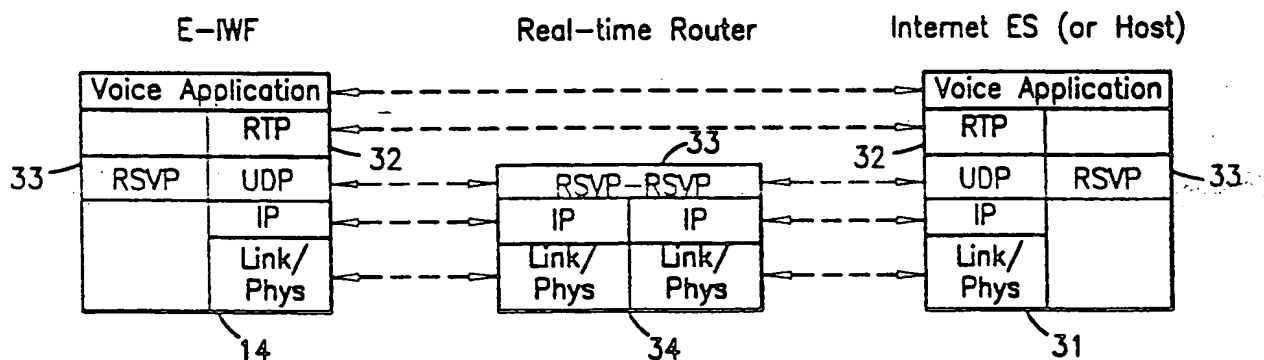 E-IWF Real-time Router Internet ES (or Host)
Voice Application Voice Application
RTP RTP
33 32 33 32 33
RSVP UDP RSVP-RSVP UDP RSVP
IP IP IP IP
Link/ Link/ Link/ Link/
Phys Phys Phys Phys
14 34 31